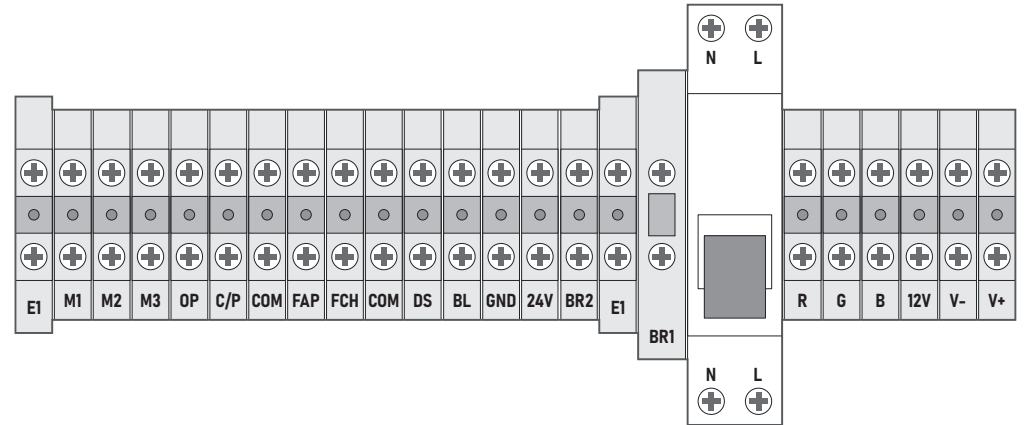 N L
E1 M1 M2 M3 OP C/P COM FAP FCH COM DS BL GND 24V BR2 E1 R G B 12V V- V+
BR1
N L